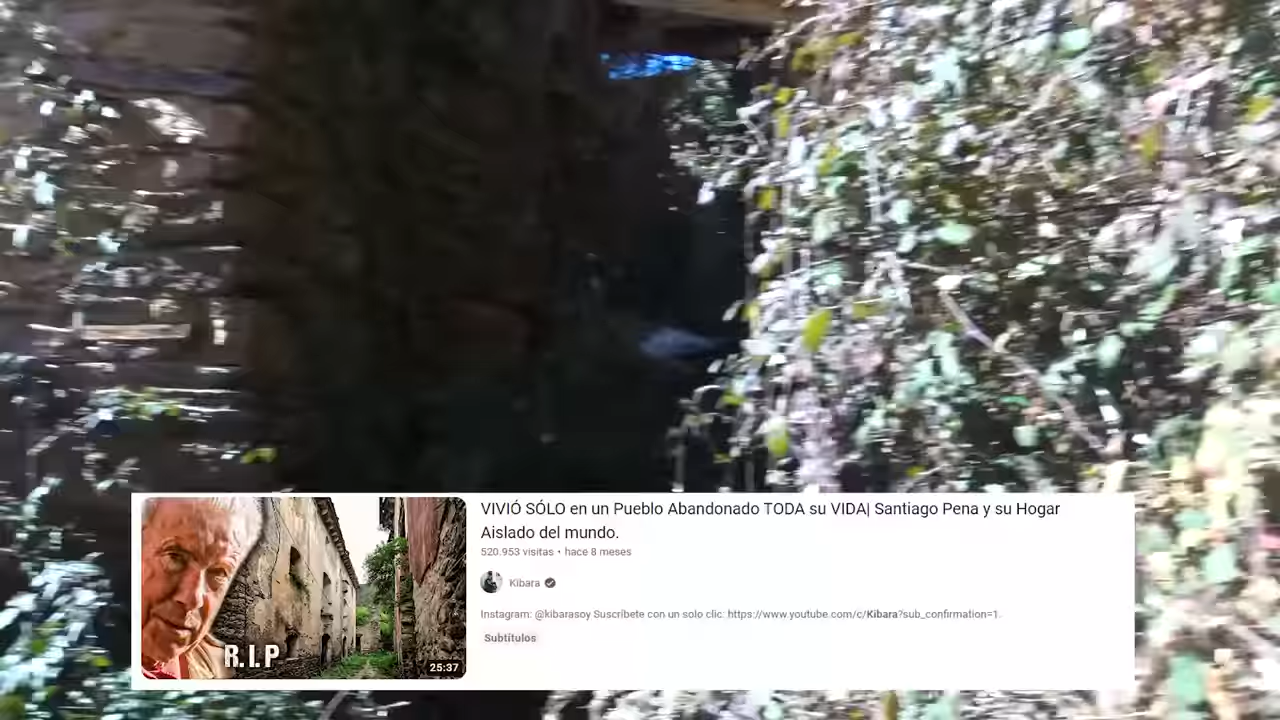 VIVIÓ SÓLO en un Pueblo Abandonado TODA su VIDA| Santiago Pena y su Hogar
Aislado del mundo.
520.953 visitas • hace 8 meses
Kibara
Instagram: @kibarasoy Suscríbete con un solo clic: https://www.youtube.com/c/Kibara?sub_confirmation=1
Subtítulos
R.I.P
25:37